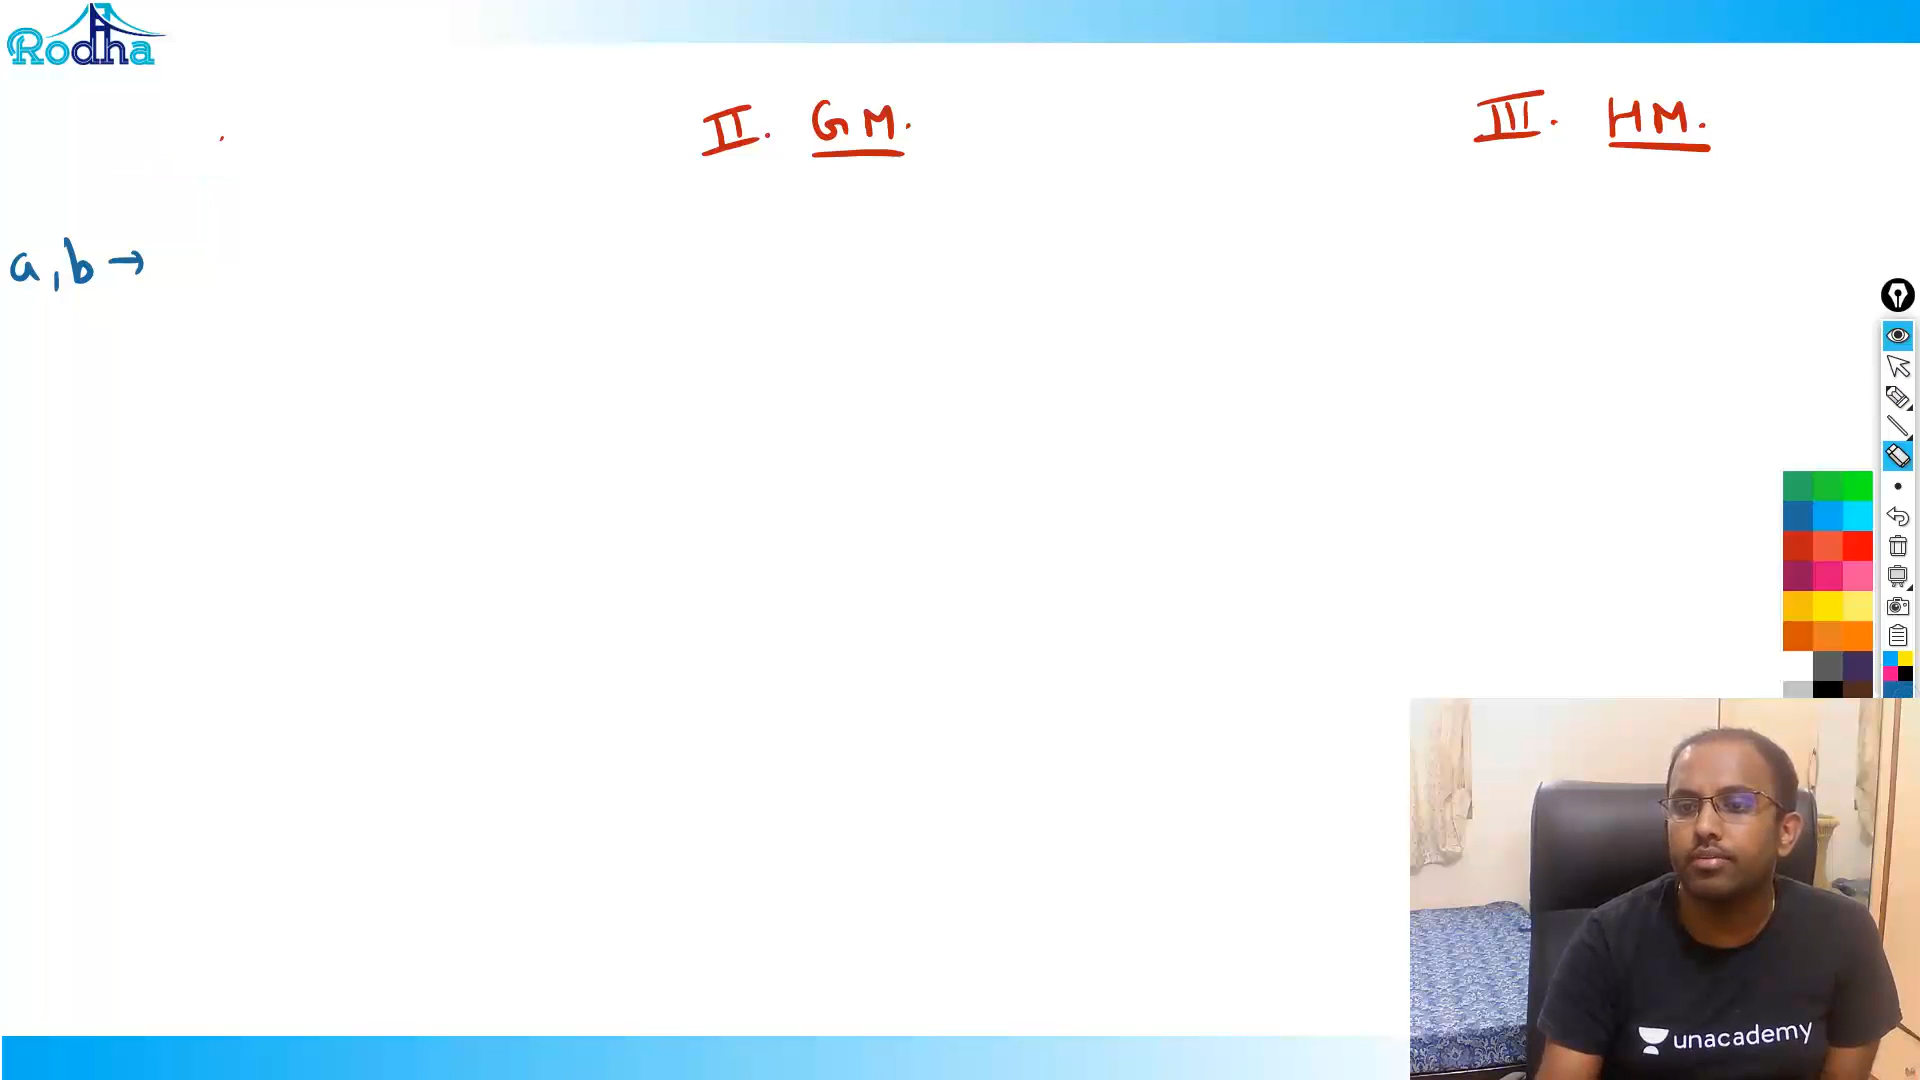 Rodha
II. GM.
III. HM.
a, b →
unacademy